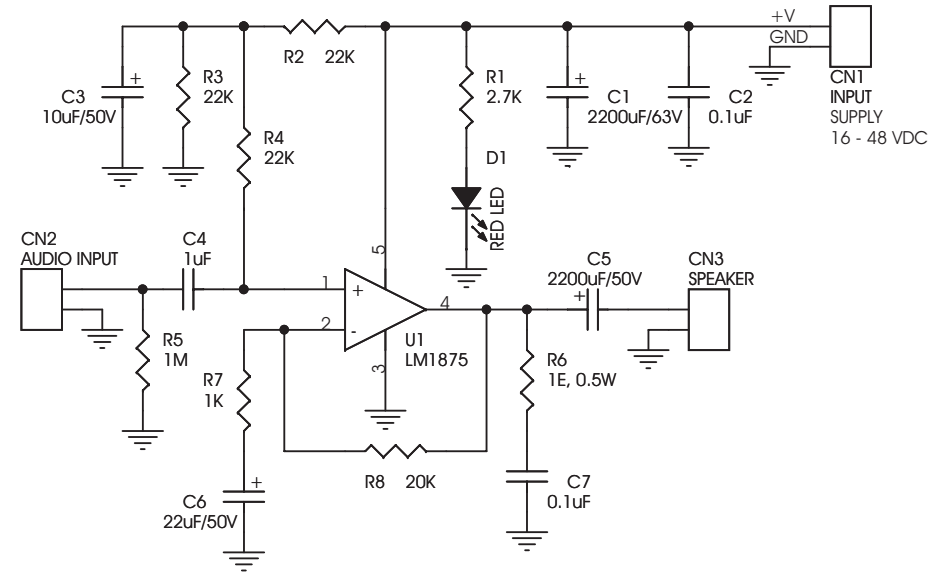 +V
GND
CN1
INPUT
SUPPLY
16 - 48 VDC
R2 22K
C3
10uF/50V
+
R3
22K
R4
22K
R1
2.7K
D1
RED LED
+
C1
2200uF/63V
C2
0.1uF
CN2
AUDIO INPUT
C4
1uF
R5
1M
1
+
2
-
5
3
4
U1
LM1875
C5
2200uF/50V
+
CN3
SPEAKER
R7
1K
R6
1E, 0.5W
R8 20K
C6
22uF/50V
+
C7
0.1uF